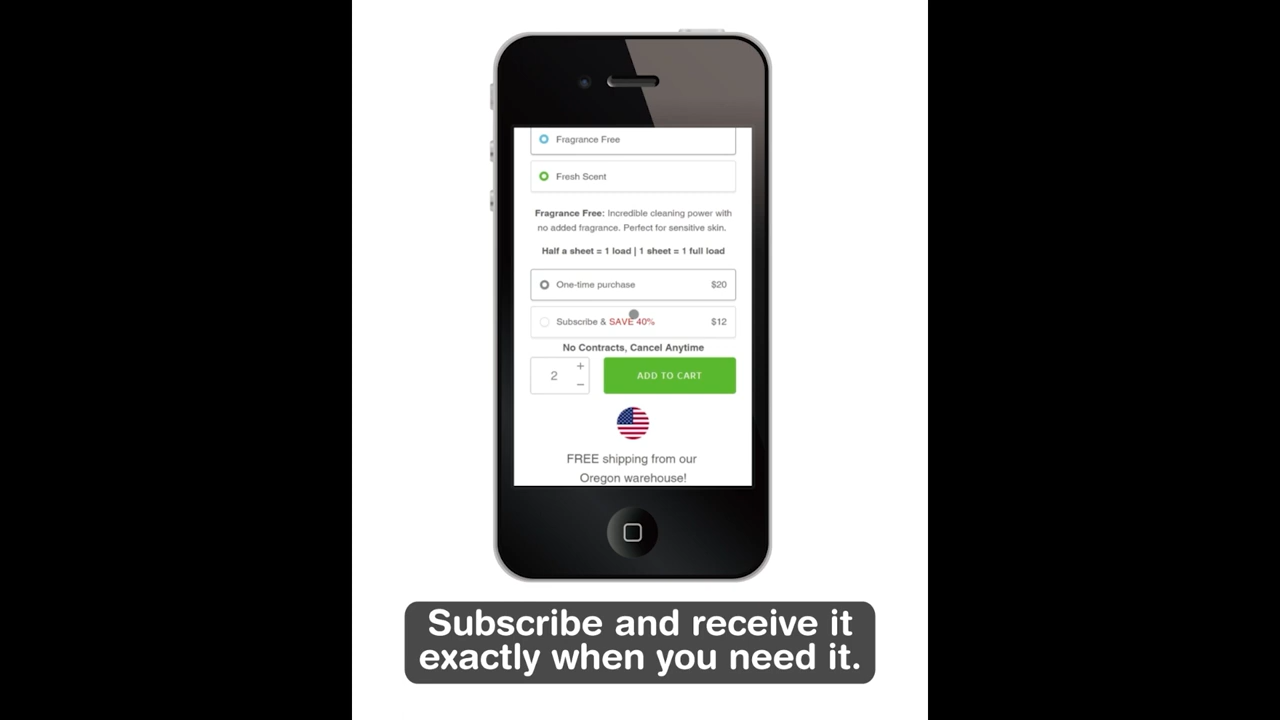 Fragrance Free
Fresh Scent
Fragrance Free: Incredible cleaning power with
no added fragrance. Perfect for sensitive skin.
Half a sheet = 1 load | 1 sheet = 1 full load
One-time purchase $20
Subscribe & SAVE 40% $12
No Contracts, Cancel Anytime
2 + −
ADD TO CART
FREE shipping from our
Oregon warehouse!
Subscribe and receive it
exactly when you need it.